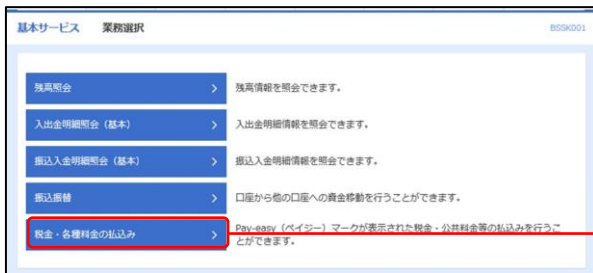 基本サービス 業務選択 BSSK001
残高照会 残高情報を照会できます。
入出金明細照会（基本） 入出金明細情報を照会できます。
振込入金明細照会（基本） 振込入金明細情報を照会できます。
振込振替 口座から他の口座への資金移動を行うことができます。
税金・各種料金の払込み Pay-easy（ペイジー）マークが表示された税金・公共料金等の払込みを行うこ
とができます。